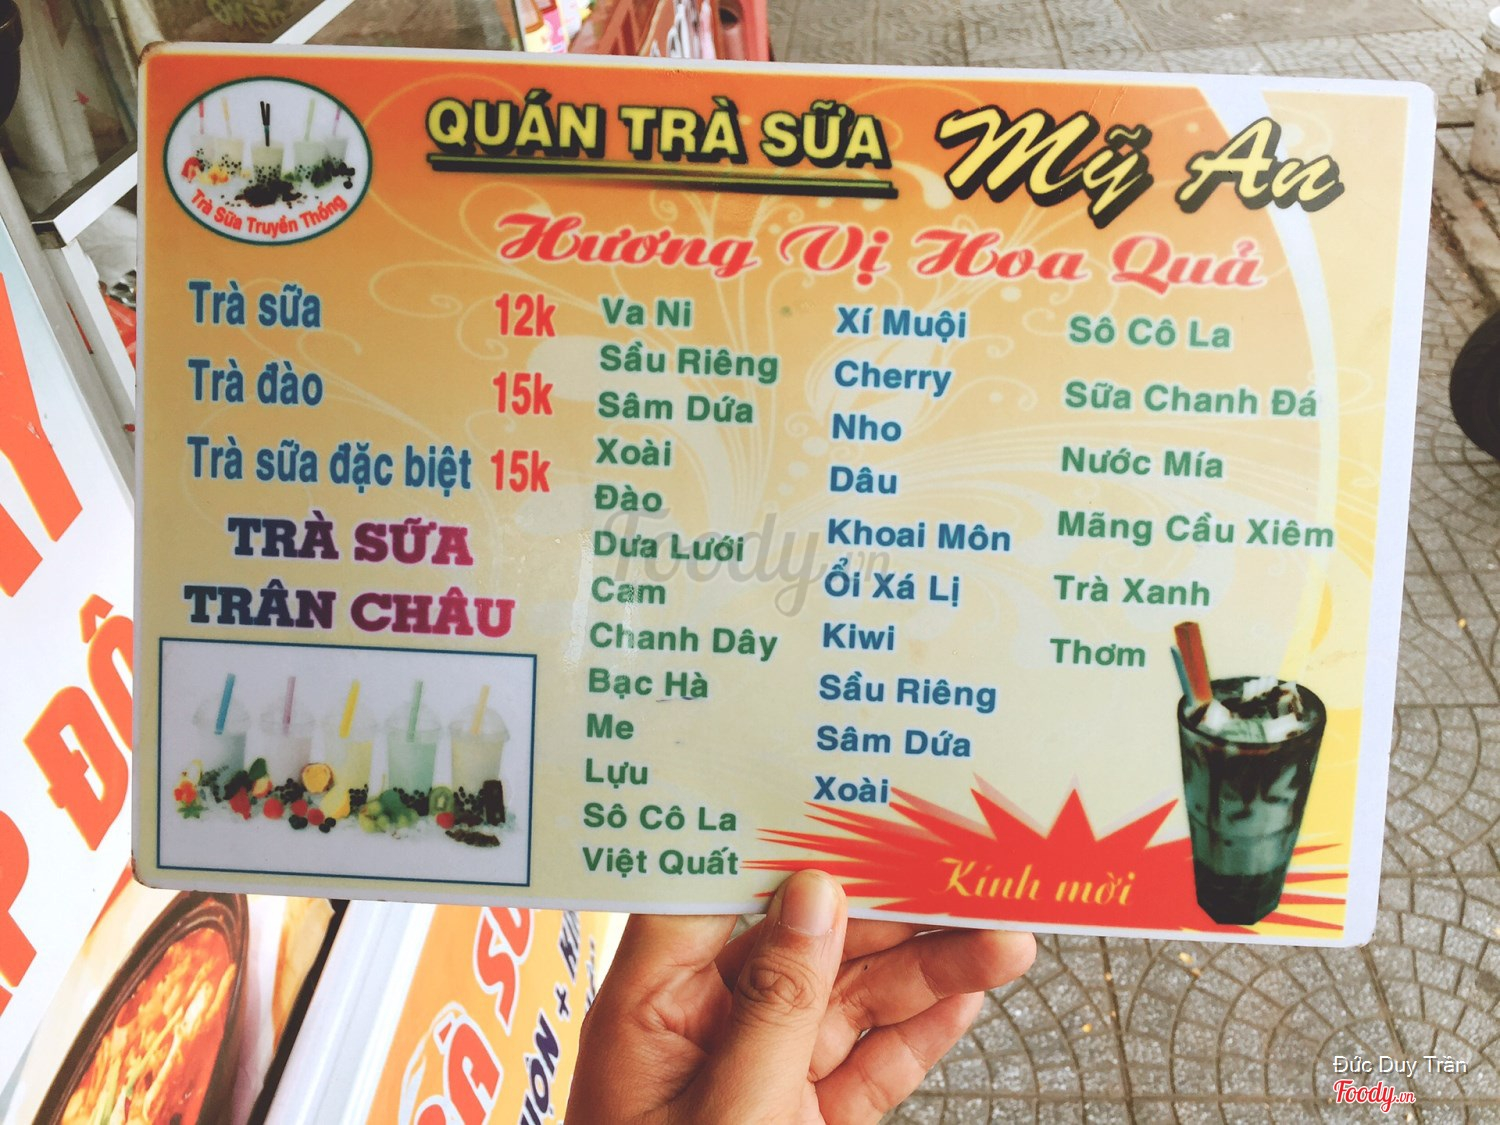 QUÁN TRÀ SỮA Mỹ An
Trà Sữa Truyền Thống
Hương Vị Hoa Quả
Trà sữa 12k
Trà đào 15k
Trà sữa đặc biệt 15k
TRÀ SỮA
TRÂN CHÂU
Va Ni
Sầu Riêng
Sâm Dứa
Xoài
Đào
Dưa Lưới
Cam
Chanh Dây
Bạc Hà
Me
Lựu
Sô Cô La
Việt Quất
Xí Muội
Cherry
Nho
Dâu
Khoai Môn
Ổi Xá Lị
Kiwi
Sầu Riêng
Sâm Dứa
Xoài
Sô Cô La
Sữa Chanh Đá
Nước Mía
Mãng Cầu Xiêm
Trà Xanh
Thơm
Kính mời
Foody.vn
Đức Duy Trần
Foody.vn